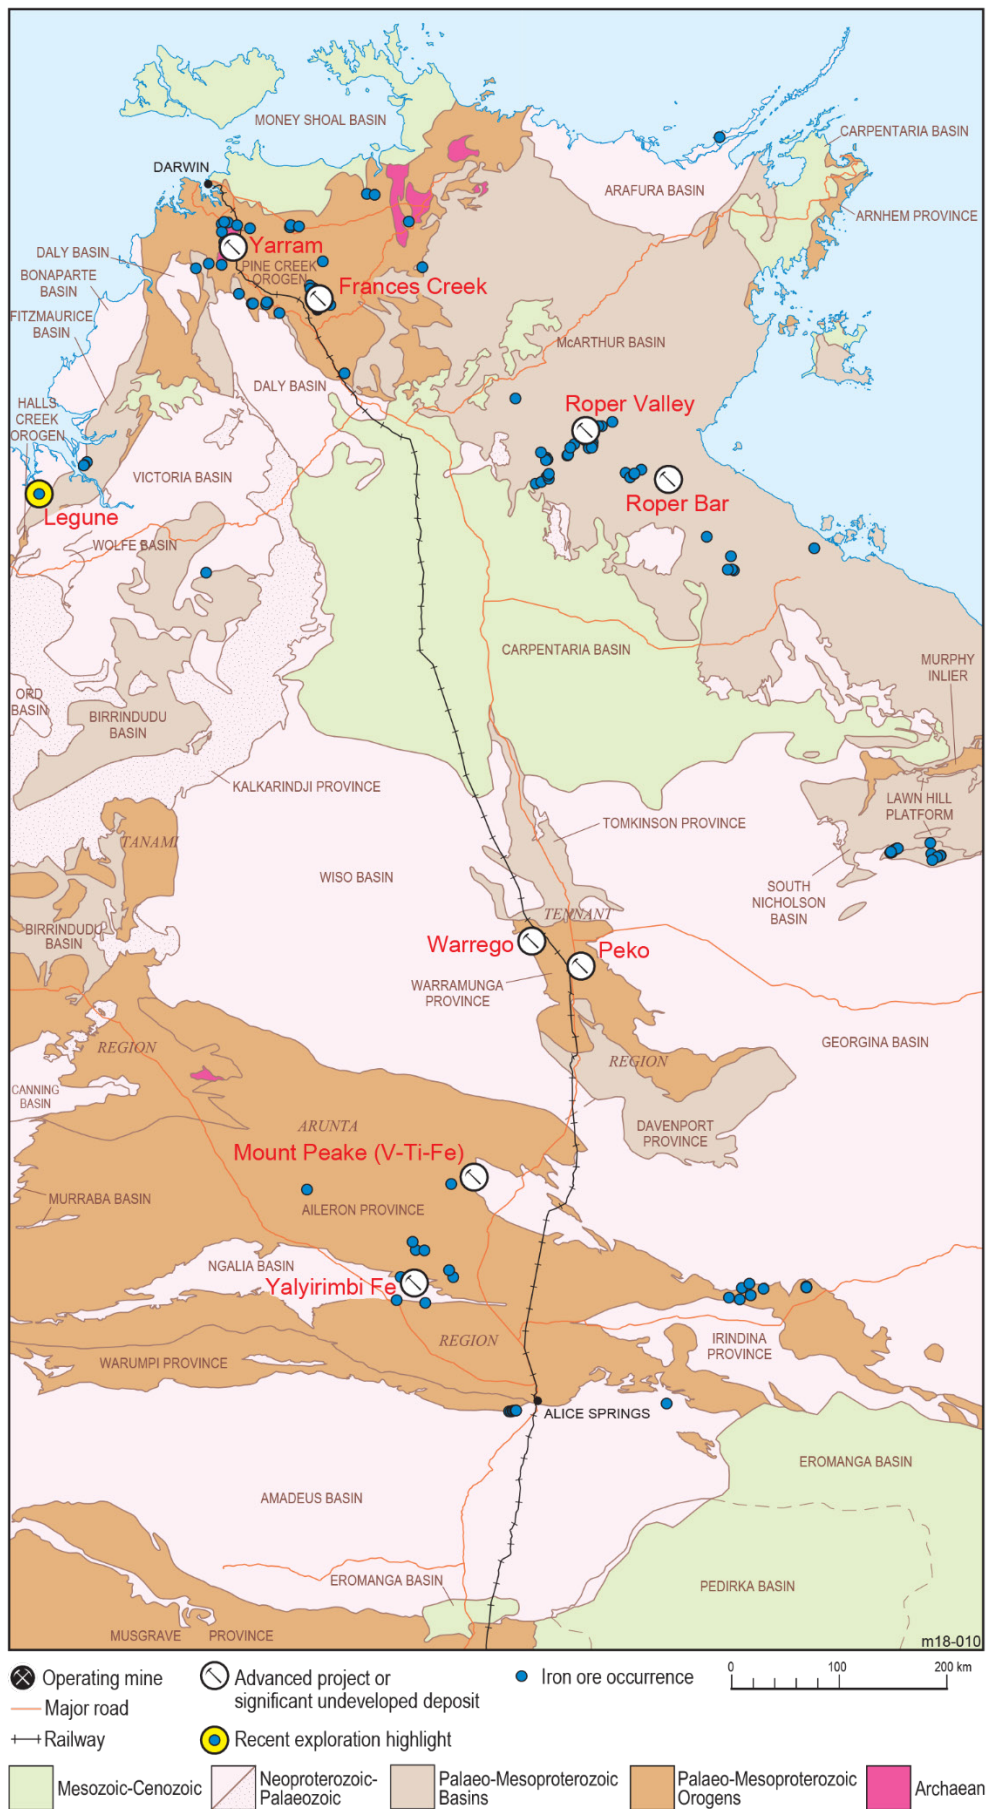 MONEY SHOAL BASIN
CARPENTARIA BASIN
DARWIN
ARAFURA BASIN
ARNHEM PROVINCE
DALY BASIN
Yarram
BONAPARTE
BASIN
PINE CREEK
OROGEN
Frances Creek
FITZMAURICE
BASIN
McARTHUR BASIN
DALY BASIN
HALLS
CREEK
OROGEN
Roper Valley
VICTORIA BASIN
Roper Bar
Legune
WOLFE BASIN
CARPENTARIA BASIN
MURPHY
INLIER
ORD
BASIN
BIRRINDUDU
BASIN
KALKARINDJI PROVINCE
LAWN HILL
PLATFORM
TOMKINSON PROVINCE
TANAMI
WISO BASIN
SOUTH
NICHOLSON
BASIN
TENNANT
BIRRINDUDU
BASIN
Warrego
Peko
WARRAMUNGA
PROVINCE
GEORGINA BASIN
REGION
REGION
CANNING
BASIN
ARUNTA
DAVENPORT
PROVINCE
Mount Peake (V-Ti-Fe)
MURRABA BASIN
AILERON PROVINCE
NGALIA BASIN
Yalyirimbi Fe
REGION
IRINDINA
PROVINCE
WARUMPI PROVINCE
ALICE SPRINGS
EROMANGA BASIN
AMADEUS BASIN
EROMANGA BASIN
PEDIRKA BASIN
MUSGRAVE PROVINCE
m18-010
Operating mine
Advanced project or
significant undeveloped deposit
Iron ore occurrence
0 100 200 km
Major road
Railway
Recent exploration highlight
Mesozoic-Cenozoic
Neoproterozoic-
Palaeozoic
Palaeo-Mesoproterozoic
Basins
Palaeo-Mesoproterozoic
Orogens
Archaean